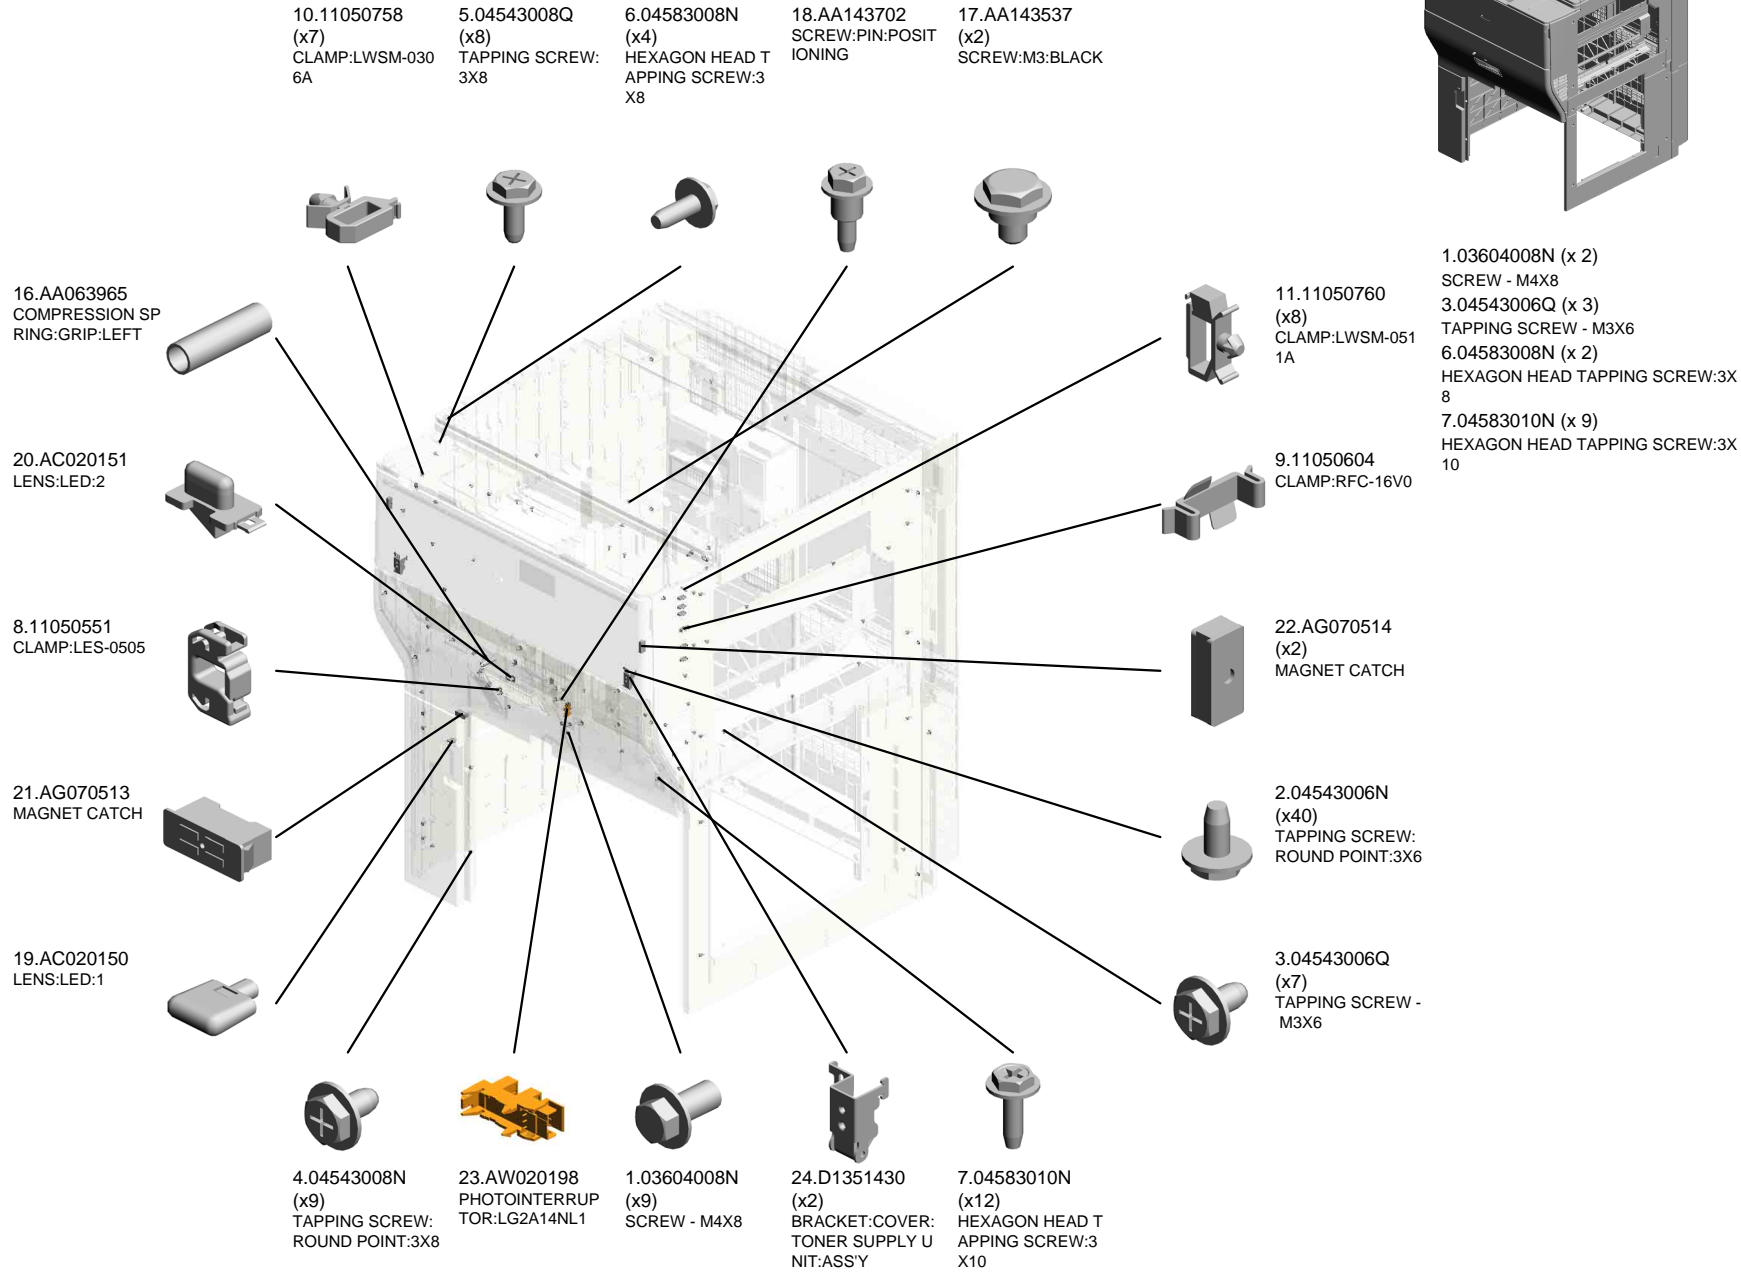 10.11050758
(x7)
CLAMP:LWSM-030
6A
5.04543008Q
(x8)
TAPPING SCREW:
3X8
6.04583008N
(x4)
HEXAGON HEAD T
APPING SCREW:3
X8
18.AA143702
SCREW:PIN:POSIT
IONING
17.AA143537
(x2)
SCREW:M3:BLACK
16.AA063965
COMPRESSION SP
RING:GRIP:LEFT
20.AC020151
LENS:LED:2
8.11050551
CLAMP:LES-0505
21.AG070513
MAGNET CATCH
19.AC020150
LENS:LED:1
11.11050760
(x8)
CLAMP:LWSM-051
1A
9.11050604
CLAMP:RFC-16V0
22.AG070514
(x2)
MAGNET CATCH
2.04543006N
(x40)
TAPPING SCREW:
ROUND POINT:3X6
3.04543006Q
(x7)
TAPPING SCREW -
M3X6
1.03604008N (x 2)
SCREW - M4X8
3.04543006Q (x 3)
TAPPING SCREW - M3X6
6.04583008N (x 2)
HEXAGON HEAD TAPPING SCREW:3X
8
7.04583010N (x 9)
HEXAGON HEAD TAPPING SCREW:3X
10
4.04543008N
(x9)
TAPPING SCREW:
ROUND POINT:3X8
23.AW020198
PHOTOINTERRUP
TOR:LG2A14NL1
1.03604008N
(x9)
SCREW - M4X8
24.D1351430
(x2)
BRACKET:COVER:
TONER SUPPLY U
NIT:ASS'Y
7.04583010N
(x12)
HEXAGON HEAD T
APPING SCREW:3
X10